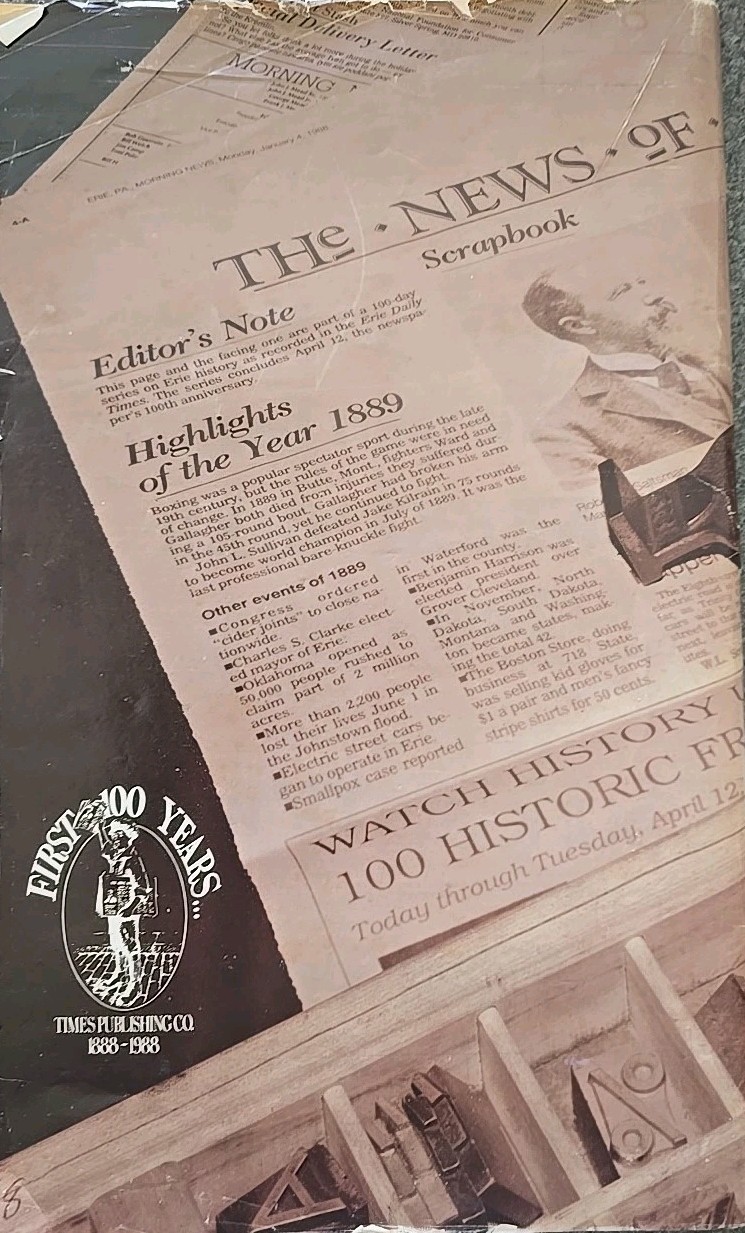 Special Delivery Letter
MORNING
4-A
ERIE, PA., MORNING NEWS, Monday, January 4, 1988
THe · NEWS · OF ·
Scrapbook
Editor's Note
This page and the facing one are part of a 100-day
series on Erie history as recorded in the Erie Daily
Times. The series concludes April 12, the newspa-
per's 100th anniversary.
Highlights
of the Year 1889
Boxing was a popular spectator sport during the late
19th century, but the rules of the game were in need
of change. In 1889 in Butte, Mont., fighters Ward and
Gallagher both died from injuries they suffered dur-
ing a 105-round bout. Gallagher had broken his arm
in the 45th round, yet he continued to fight.
John L. Sullivan defeated Jake Kilrain in 75 rounds
to become world champion in July of 1889. It was the
last professional bare-knuckle fight.
Other events of 1889
■Congress ordered
"cider joints" to close na-
tionwide.
■Charles S. Clarke elect-
ed mayor of Erie.
■Oklahoma opened as
50,000 people rushed to
claim part of 2 million
acres.
■More than 2,200 people
lost their lives June 1 in
the Johnstown flood.
■Electric street cars be-
gan to operate in Erie.
■Smallpox case reported
in Waterford was the
first in the county.
■Benjamin Harrison was
elected president over
Grover Cleveland.
■In November, North
Dakota, South Dakota,
Montana and Washing-
ton became states, mak-
ing the total 42.
■The Boston Store, doing
business at 718 State,
was selling kid gloves for
$1 a pair and men's fancy
stripe shirts for 50 cents.
Saltsman
WATCH HISTORY
100 HISTORIC FR
Today through Tuesday, April 12,
FIRST 100 YEARS...
TIMES PUBLISHING CO.
1888-1988
8